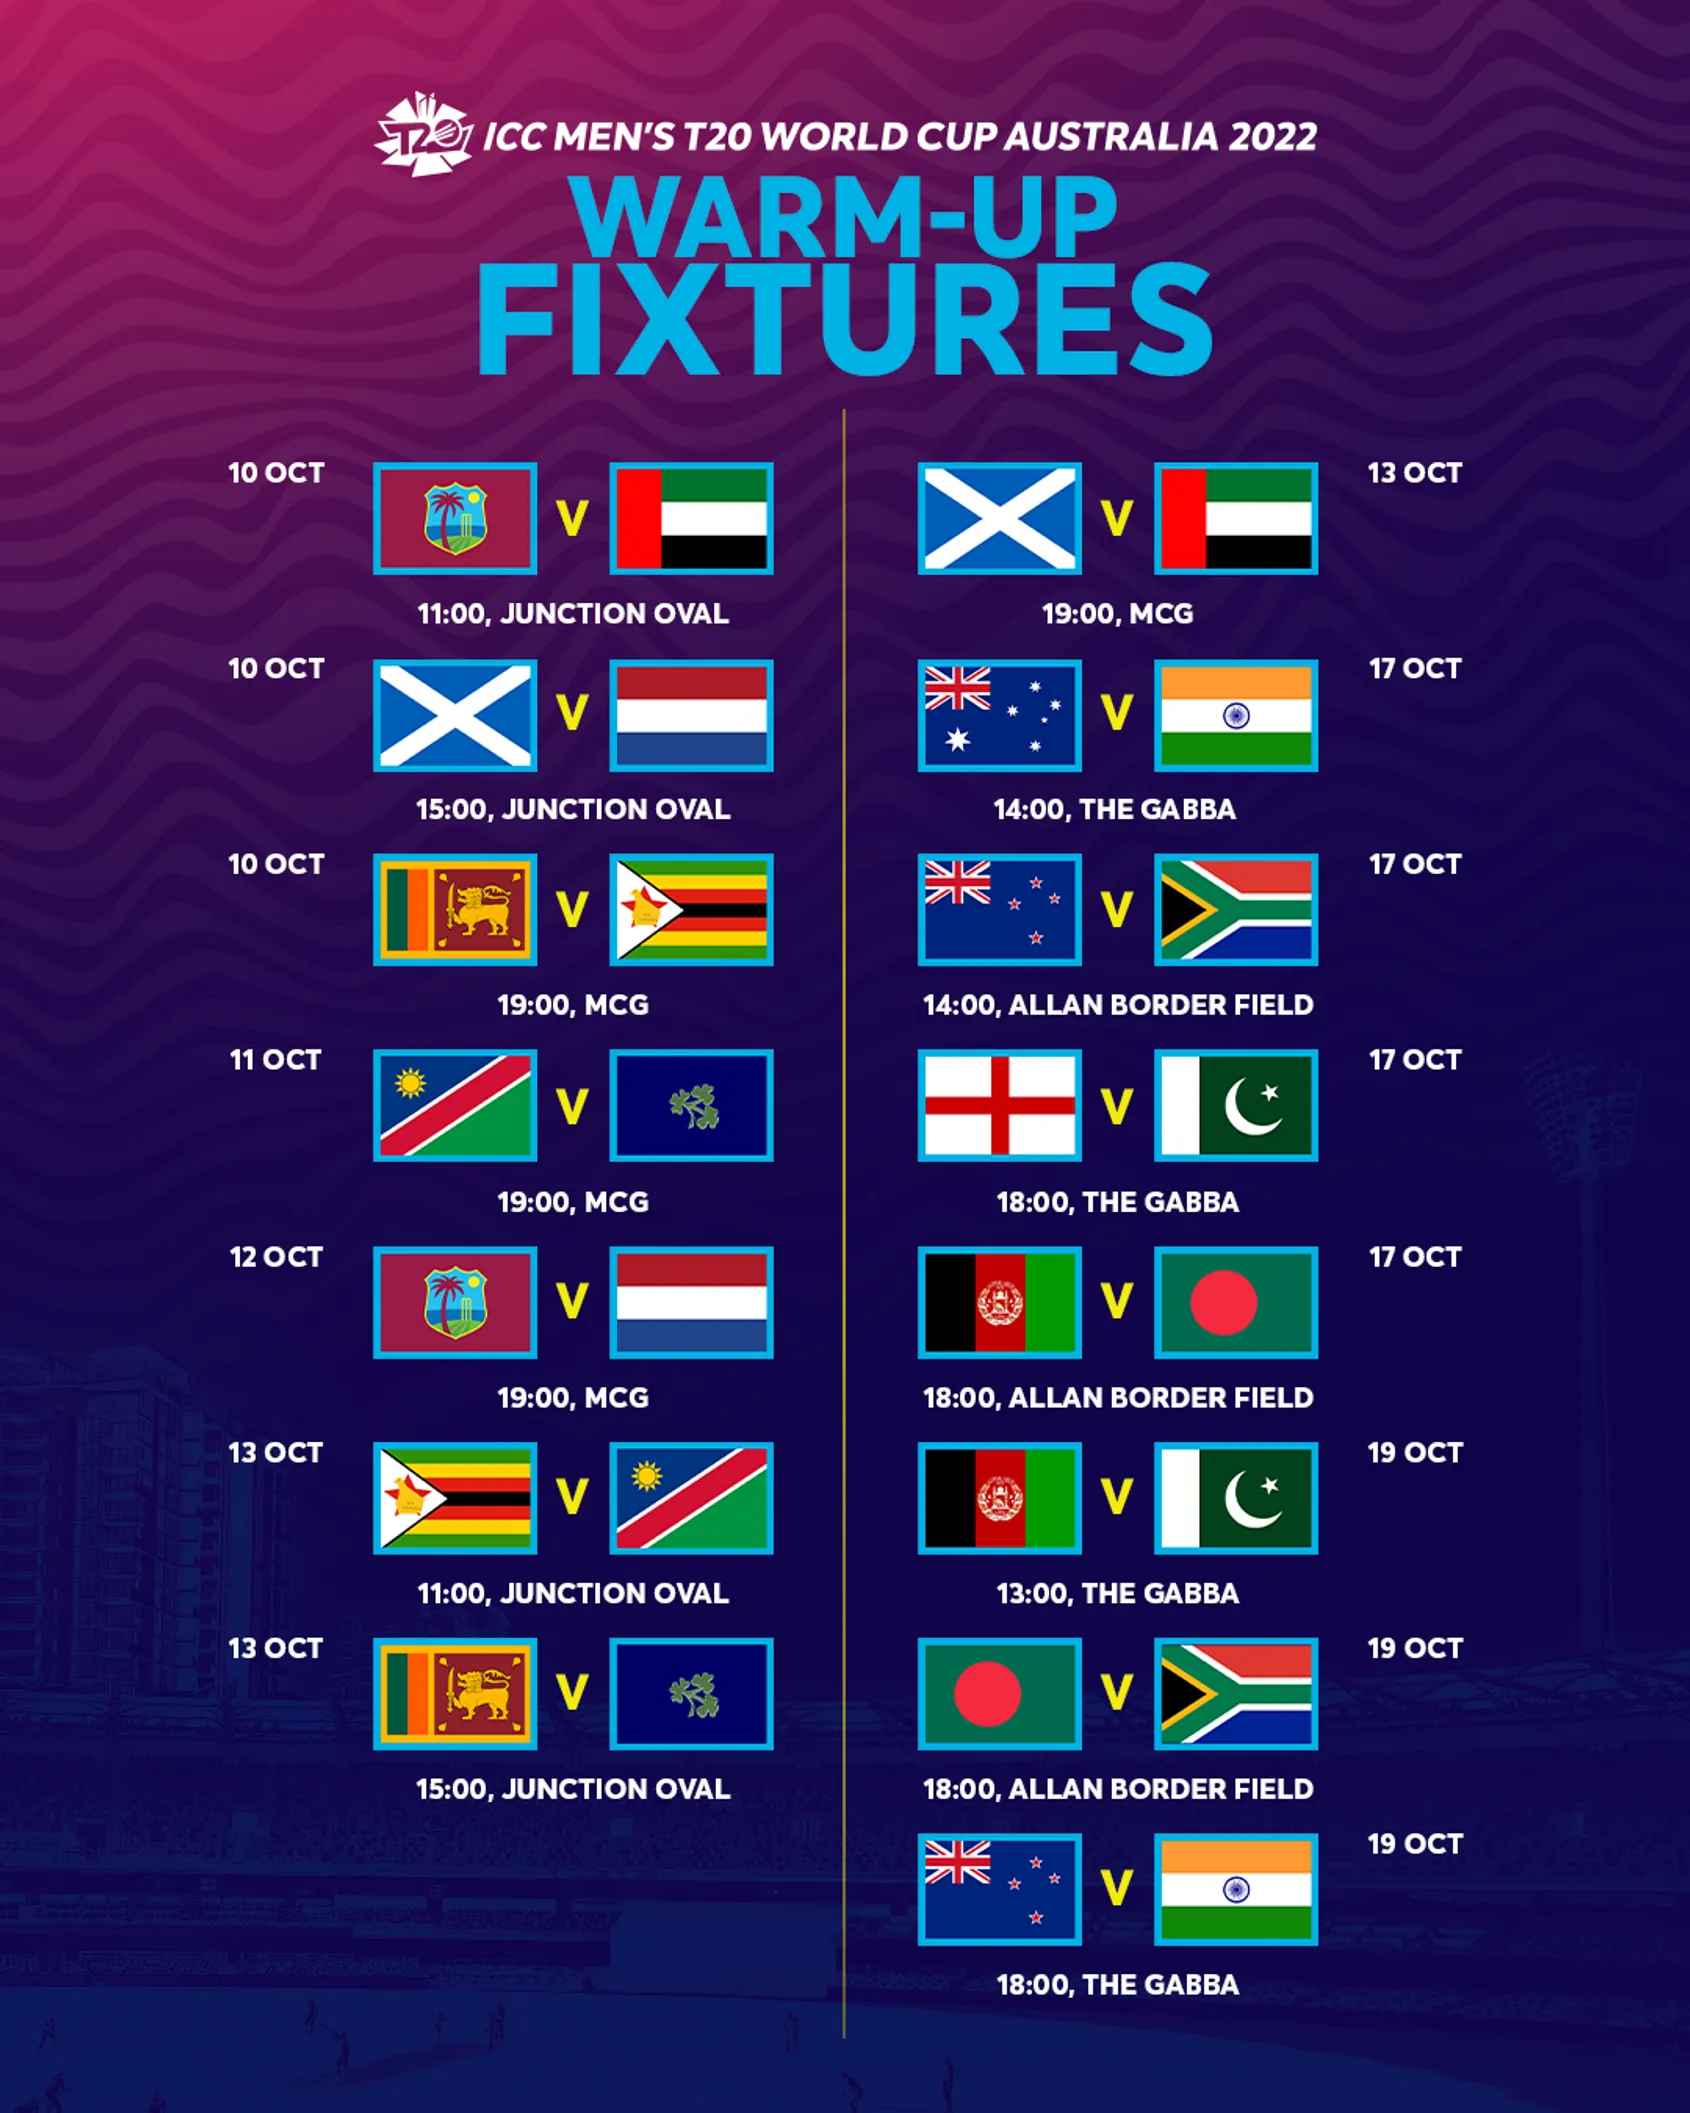 T20 ICC MEN'S T20 WORLD CUP AUSTRALIA 2022
WARM-UP
FIXTURES
10 OCT
V
11:00, JUNCTION OVAL
10 OCT
V
15:00, JUNCTION OVAL
10 OCT
V
19:00, MCG
11 OCT
V
19:00, MCG
12 OCT
V
19:00, MCG
13 OCT
V
11:00, JUNCTION OVAL
13 OCT
V
15:00, JUNCTION OVAL
13 OCT
V
19:00, MCG
17 OCT
V
14:00, THE GABBA
17 OCT
V
14:00, ALLAN BORDER FIELD
17 OCT
V
18:00, THE GABBA
17 OCT
V
18:00, ALLAN BORDER FIELD
19 OCT
V
13:00, THE GABBA
19 OCT
V
18:00, ALLAN BORDER FIELD
19 OCT
V
18:00, THE GABBA